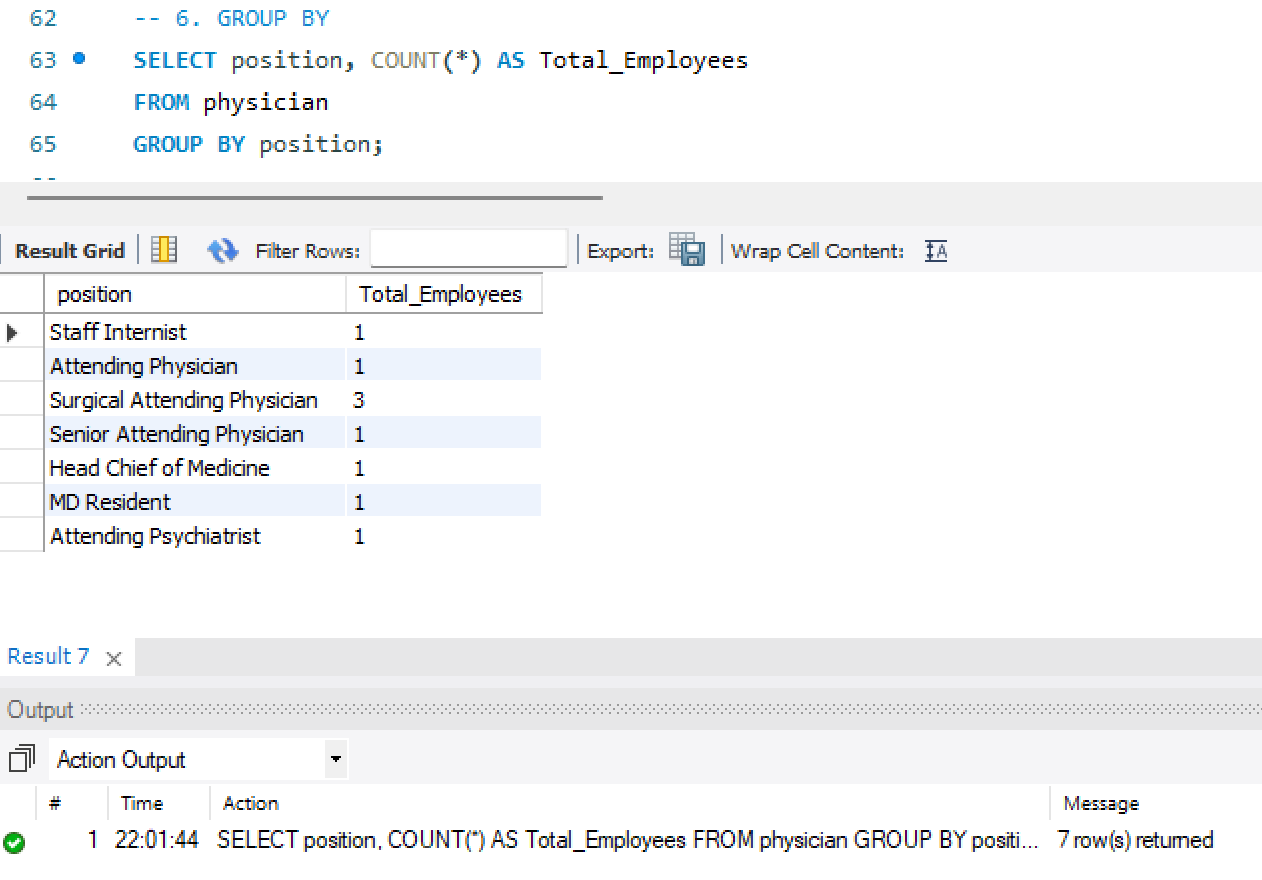 62 -- 6. GROUP BY
63 SELECT position, COUNT(*) AS Total_Employees
64 FROM physician
65 GROUP BY position;
Result Grid Filter Rows: Export: Wrap Cell Content:
position Total_Employees
Staff Internist 1
Attending Physician 1
Surgical Attending Physician 3
Senior Attending Physician 1
Head Chief of Medicine 1
MD Resident 1
Attending Psychiatrist 1
Result 7
Output
Action Output
# Time Action Message
1 22:01:44 SELECT position, COUNT(*) AS Total_Employees FROM physician GROUP BY positi... 7 row(s) returned